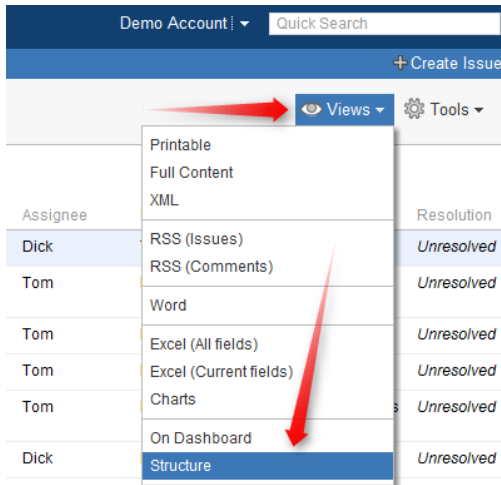 Demo Account
Quick Search
Create Issue
Views
Tools
Printable
Full Content
XML
Assignee
Resolution
RSS (Issues)
Dick
Unresolved
RSS (Comments)
Tom
Unresolved
Word
Tom
Unresolved
Excel (All fields)
Tom
Unresolved
Excel (Current fields)
Charts
Tom
s
Unresolved
On Dashboard
Dick
Unresolved
Structure